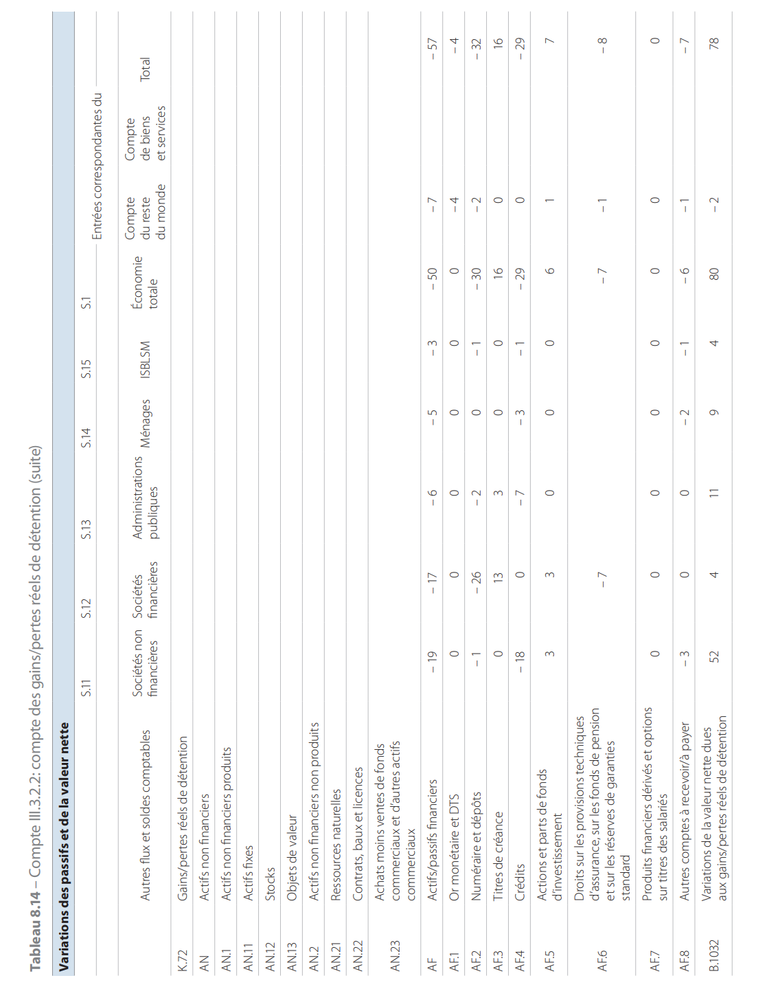 Tableau 8.14 – Compte III.3.2.2: compte des gains/pertes réels de détention (suite)
Variations des passifs et de la valeur nette
S.11 S.12 S.13 S.14 S.15 S.1 Entrées correspondantes du
Autres flux et soldes comptables Sociétés non financières Sociétés financières Administrations publiques Ménages ISBLSM Économie totale Compte du reste du monde Compte de biens et services Total
K.72 Gains/pertes réels de détention
AN Actifs non financiers
AN.1 Actifs non financiers produits
AN.11 Actifs fixes
AN.12 Stocks
AN.13 Objets de valeur
AN.2 Actifs non financiers non produits
AN.21 Ressources naturelles
AN.22 Contrats, baux et licences
AN.23 Achats moins ventes de fonds
commerciaux et d'autres actifs
commerciaux
AF Actifs/passifs financiers – 19 – 17 – 6 – 5 – 3 – 50 – 7 – 57
AF.1 Or monétaire et DTS 0 0 0 0 0 0 – 4 – 4
AF.2 Numéraire et dépôts – 1 – 26 – 2 0 – 1 – 30 – 2 – 32
AF.3 Titres de créance 0 13 3 0 0 16 0 16
AF.4 Crédits – 18 0 – 7 – 3 – 1 – 29 0 – 29
AF.5 Actions et parts de fonds
d'investissement 3 3 0 0 0 6 1 7
AF.6 Droits sur les provisions techniques
d'assurance, sur les fonds de pension
et sur les réserves de garanties
standard – 7 – 7 – 1 – 8
AF.7 Produits financiers dérivés et options
sur titres des salariés 0 0 0 0 0 0 0 0
AF.8 Autres comptes à recevoir/à payer – 3 0 0 – 2 – 1 – 6 – 1 – 7
B.1032 Variations de la valeur nette dues
aux gains/pertes réels de détention 52 4 11 9 4 80 – 2 78